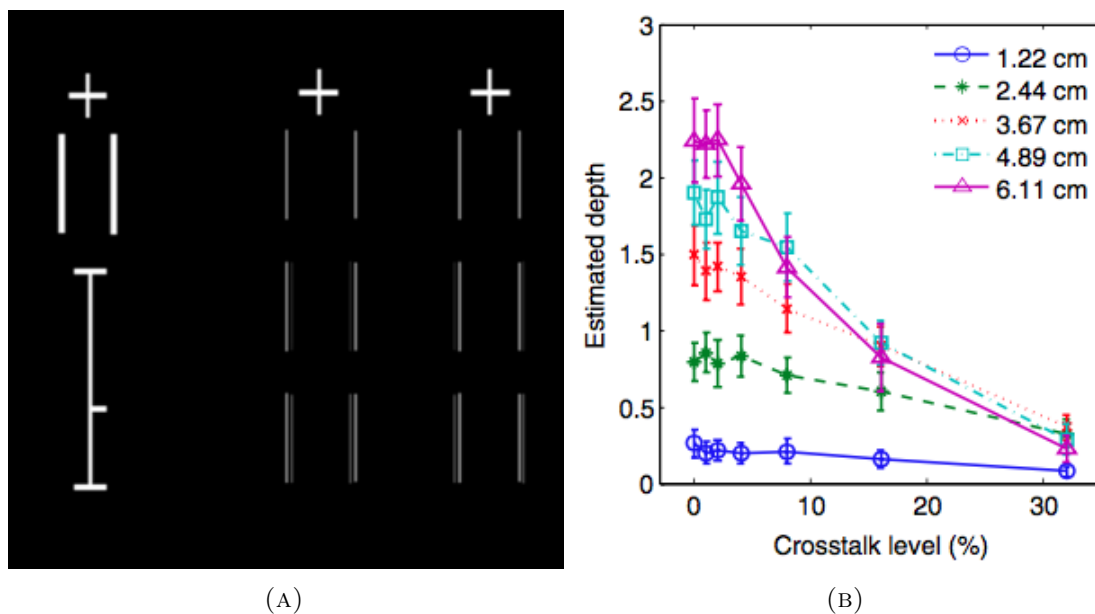 3
2.5
2
1.5
1
0.5
0
0
10
20
30
Estimated depth
Crosstalk level (%)
1.22 cm
2.44 cm
3.67 cm
4.89 cm
6.11 cm
(A)
(B)